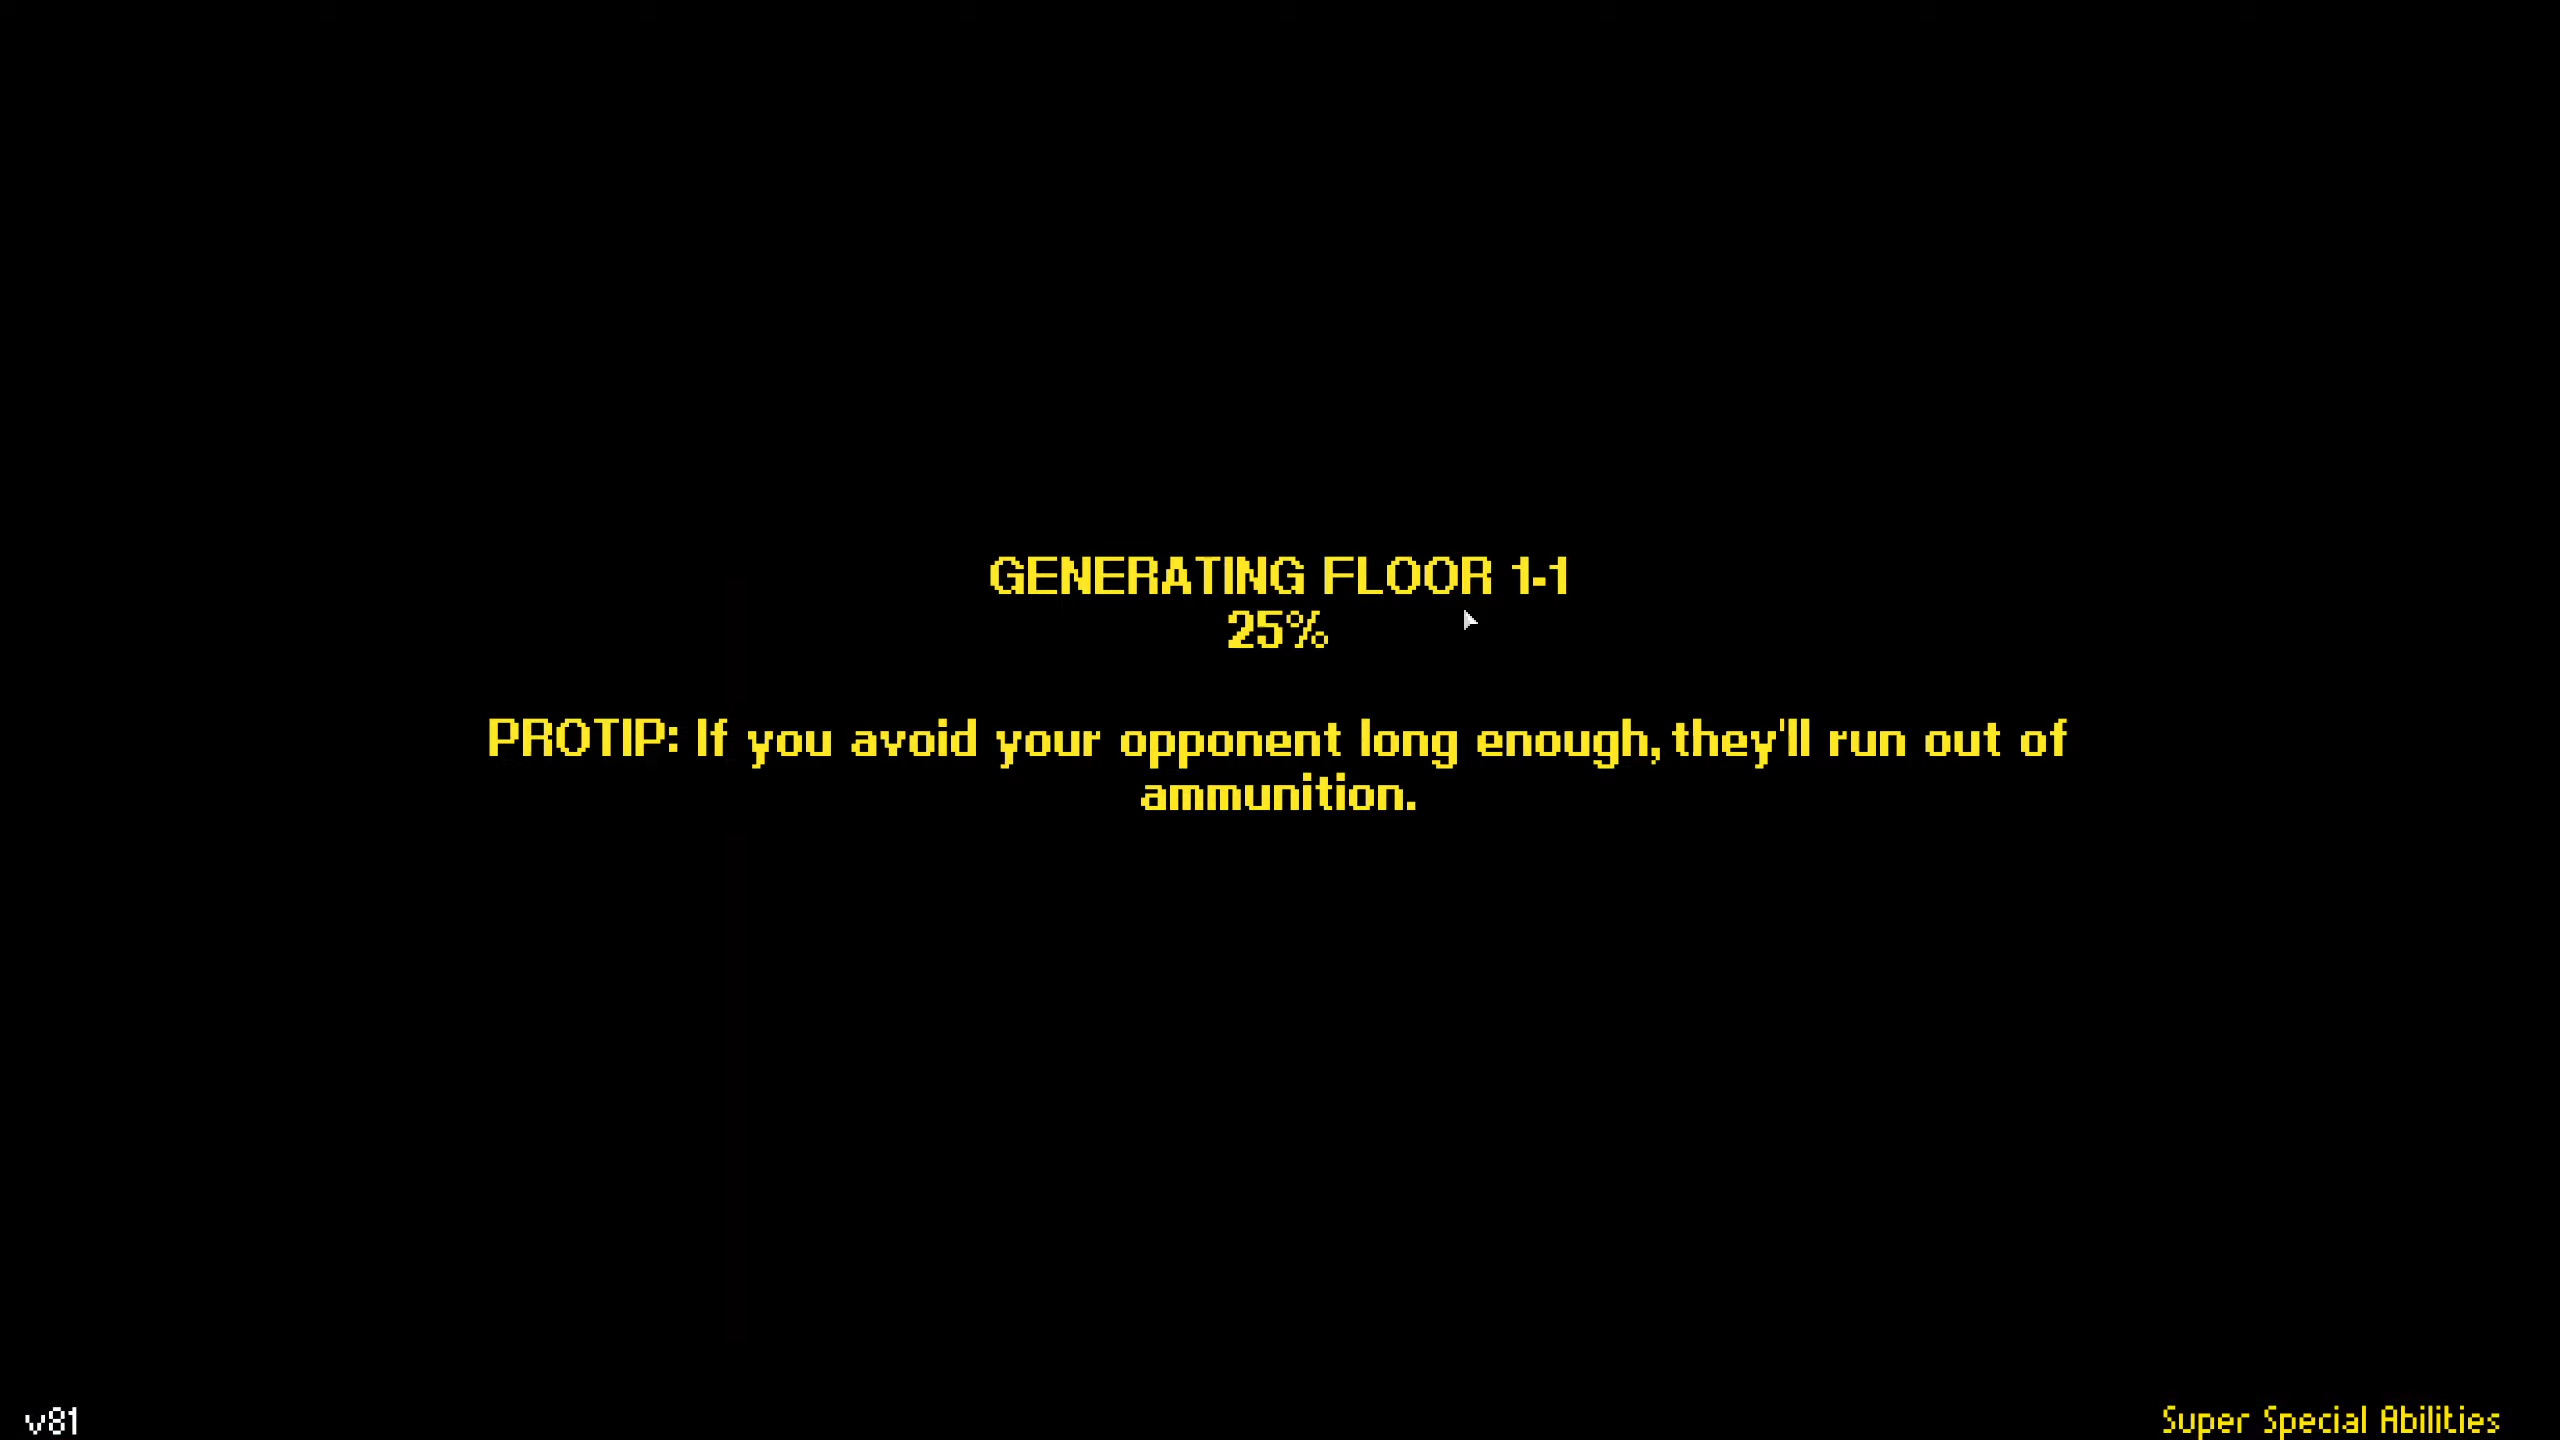 GENERATING FLOOR 1-1
25%
PROTIP: If you avoid your opponent long enough, they'll run out of
ammunition.
v81
Super Special Abilities